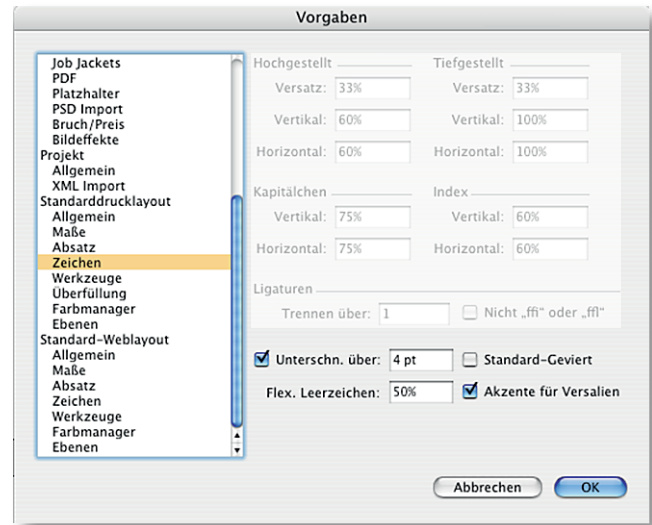 Vorgaben
Job Jackets
PDF
Platzhalter
PSD Import
Bruch/Preis
Bildeffekte
Projekt
Allgemein
XML Import
Standarddrucklayout
Allgemein
Maße
Absatz
Zeichen
Werkzeuge
Überfüllung
Farbmanager
Ebenen
Standard-Weblayout
Allgemein
Maße
Absatz
Zeichen
Werkzeuge
Farbmanager
Ebenen
Hochgestellt
Versatz: 33%
Vertikal: 60%
Horizontal: 60%
Tiefgestellt
Versatz: 33%
Vertikal: 100%
Horizontal: 100%
Kapitälchen
Vertikal: 75%
Horizontal: 75%
Index
Vertikal: 60%
Horizontal: 60%
Ligaturen
Trennen über: 1 Nicht „ffi“ oder „ffl“
Unterschn. über: 4 pt Standard-Geviert
Flex. Leerzeichen: 50% Akzente für Versalien
Abbrechen OK